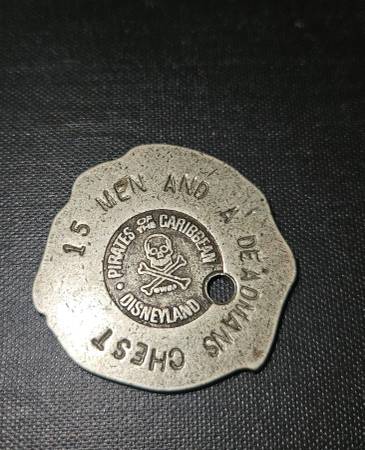 15 MEN AND A DEADMANS CHEST
PIRATES OF THE CARIBBEAN
DISNEYLAND